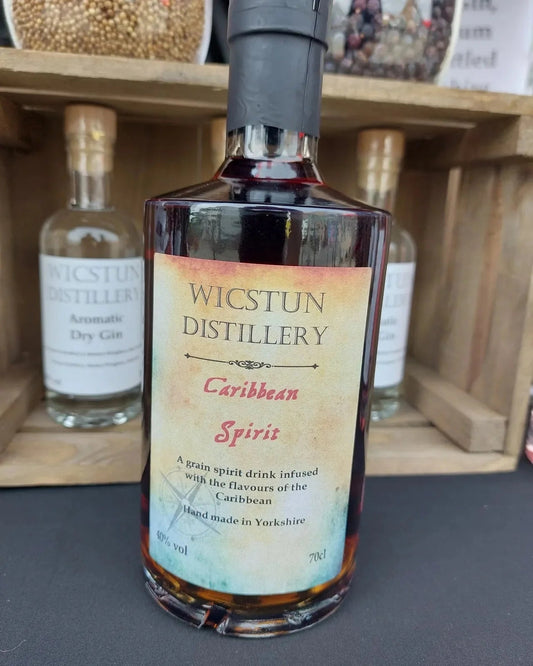 WICSTUN
DISTILLERY
Caribbean
Spirit
A grain spirit drink infused
with the flavours of the
Caribbean
Hand made in Yorkshire
40% vol
70cl
WICSTUN
DISTILLERY
Aromatic
Dry Gin
Gin